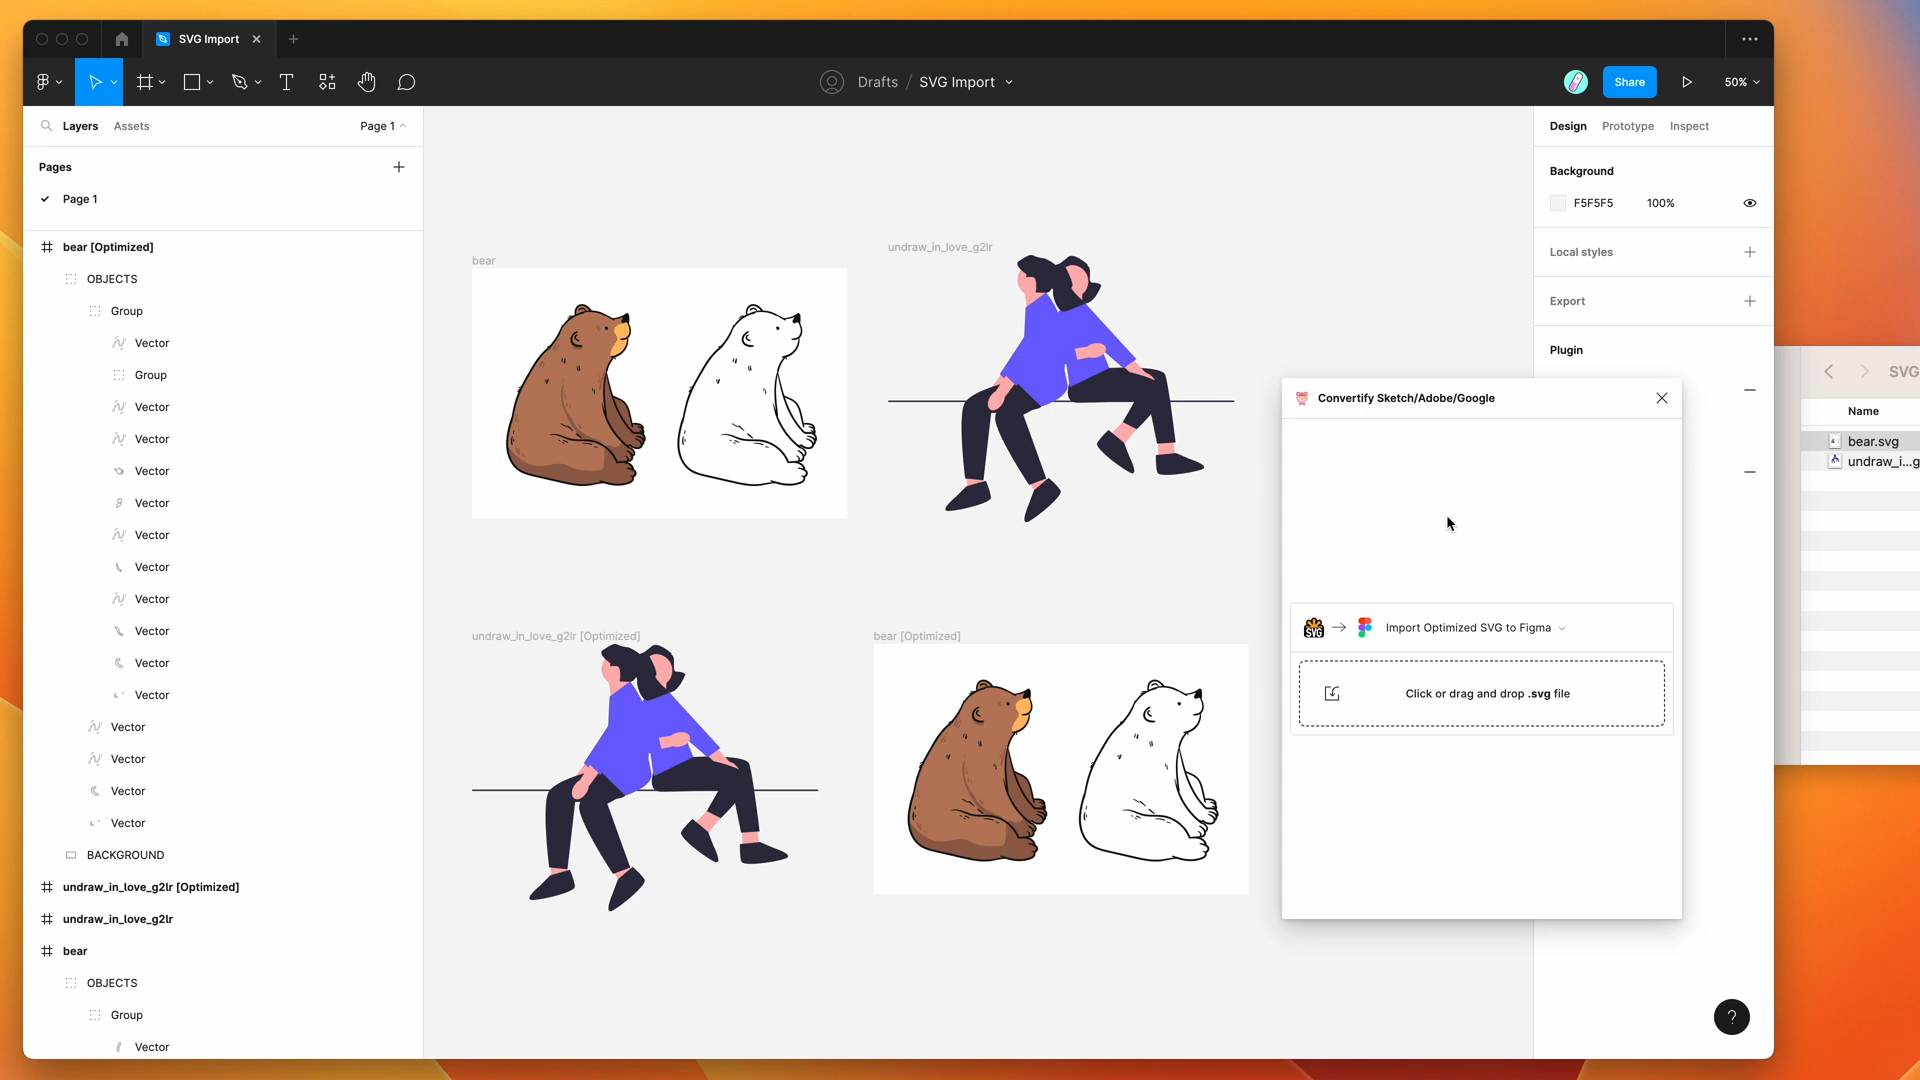 SVG Import
Drafts / SVG Import
Share
50%
Layers
Assets
Page 1
Pages
Page 1
bear [Optimized]
OBJECTS
Group
Vector
Group
Vector
Vector
Vector
Vector
Vector
Vector
Vector
Vector
Vector
Vector
Vector
Vector
Vector
Vector
BACKGROUND
undraw_in_love_g2lr [Optimized]
undraw_in_love_g2lr
bear
OBJECTS
Group
Vector
bear
undraw_in_love_g2lr
undraw_in_love_g2lr [Optimized]
bear [Optimized]
Design
Prototype
Inspect
Background
F5F5F5
100%
Local styles
Export
Plugin
Convertify Sketch/Adobe/Google
SVG
Import Optimized SVG to Figma
Click or drag and drop .svg file
?
SVG
Name
bear.svg
undraw_i...g